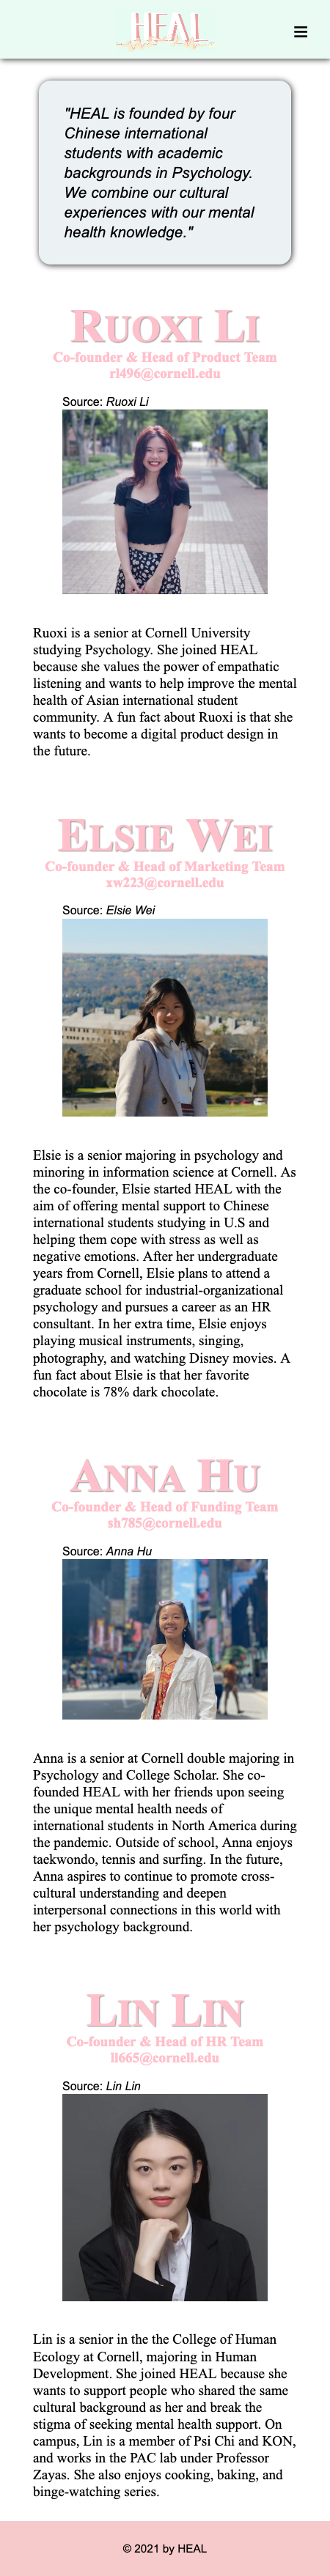 HEAL
"HEAL is founded by four
Chinese international
students with academic
backgrounds in Psychology.
We combine our cultural
experiences with our mental
health knowledge."
RUOXI LI
Co-founder & Head of Product Team
rl496@cornell.edu
Source: Ruoxi Li
Ruoxi is a senior at Cornell University
studying Psychology. She joined HEAL
because she values the power of empathatic
listening and wants to help improve the mental
health of Asian international student
community. A fun fact about Ruoxi is that she
wants to become a digital product design in
the future.
ELSIE WEI
Co-founder & Head of Marketing Team
xw223@cornell.edu
Source: Elsie Wei
Elsie is a senior majoring in psychology and
minoring in information science at Cornell. As
the co-founder, Elsie started HEAL with the
aim of offering mental support to Chinese
international students studying in U.S and
helping them cope with stress as well as
negative emotions. After her undergraduate
years from Cornell, Elsie plans to attend a
graduate school for industrial-organizational
psychology and pursues a career as an HR
consultant. In her extra time, Elsie enjoys
playing musical instruments, singing,
photography, and watching Disney movies. A
fun fact about Elsie is that her favorite
chocolate is 78% dark chocolate.
ANNA HU
Co-founder & Head of Funding Team
sh785@cornell.edu
Source: Anna Hu
Anna is a senior at Cornell double majoring in
Psychology and College Scholar. She co-
founded HEAL with her friends upon seeing
the unique mental health needs of
international students in North America during
the pandemic. Outside of school, Anna enjoys
taekwondo, tennis and surfing. In the future,
Anna aspires to continue to promote cross-
cultural understanding and deepen
interpersonal connections in this world with
her psychology background.
LIN LIN
Co-founder & Head of HR Team
ll665@cornell.edu
Source: Lin Lin
Lin is a senior in the the College of Human
Ecology at Cornell, majoring in Human
Development. She joined HEAL because she
wants to support people who shared the same
cultural background as her and break the
stigma of seeking mental health support. On
campus, Lin is a member of Psi Chi and KON,
and works in the PAC lab under Professor
Zayas. She also enjoys cooking, baking, and
binge-watching series.
© 2021 by HEAL